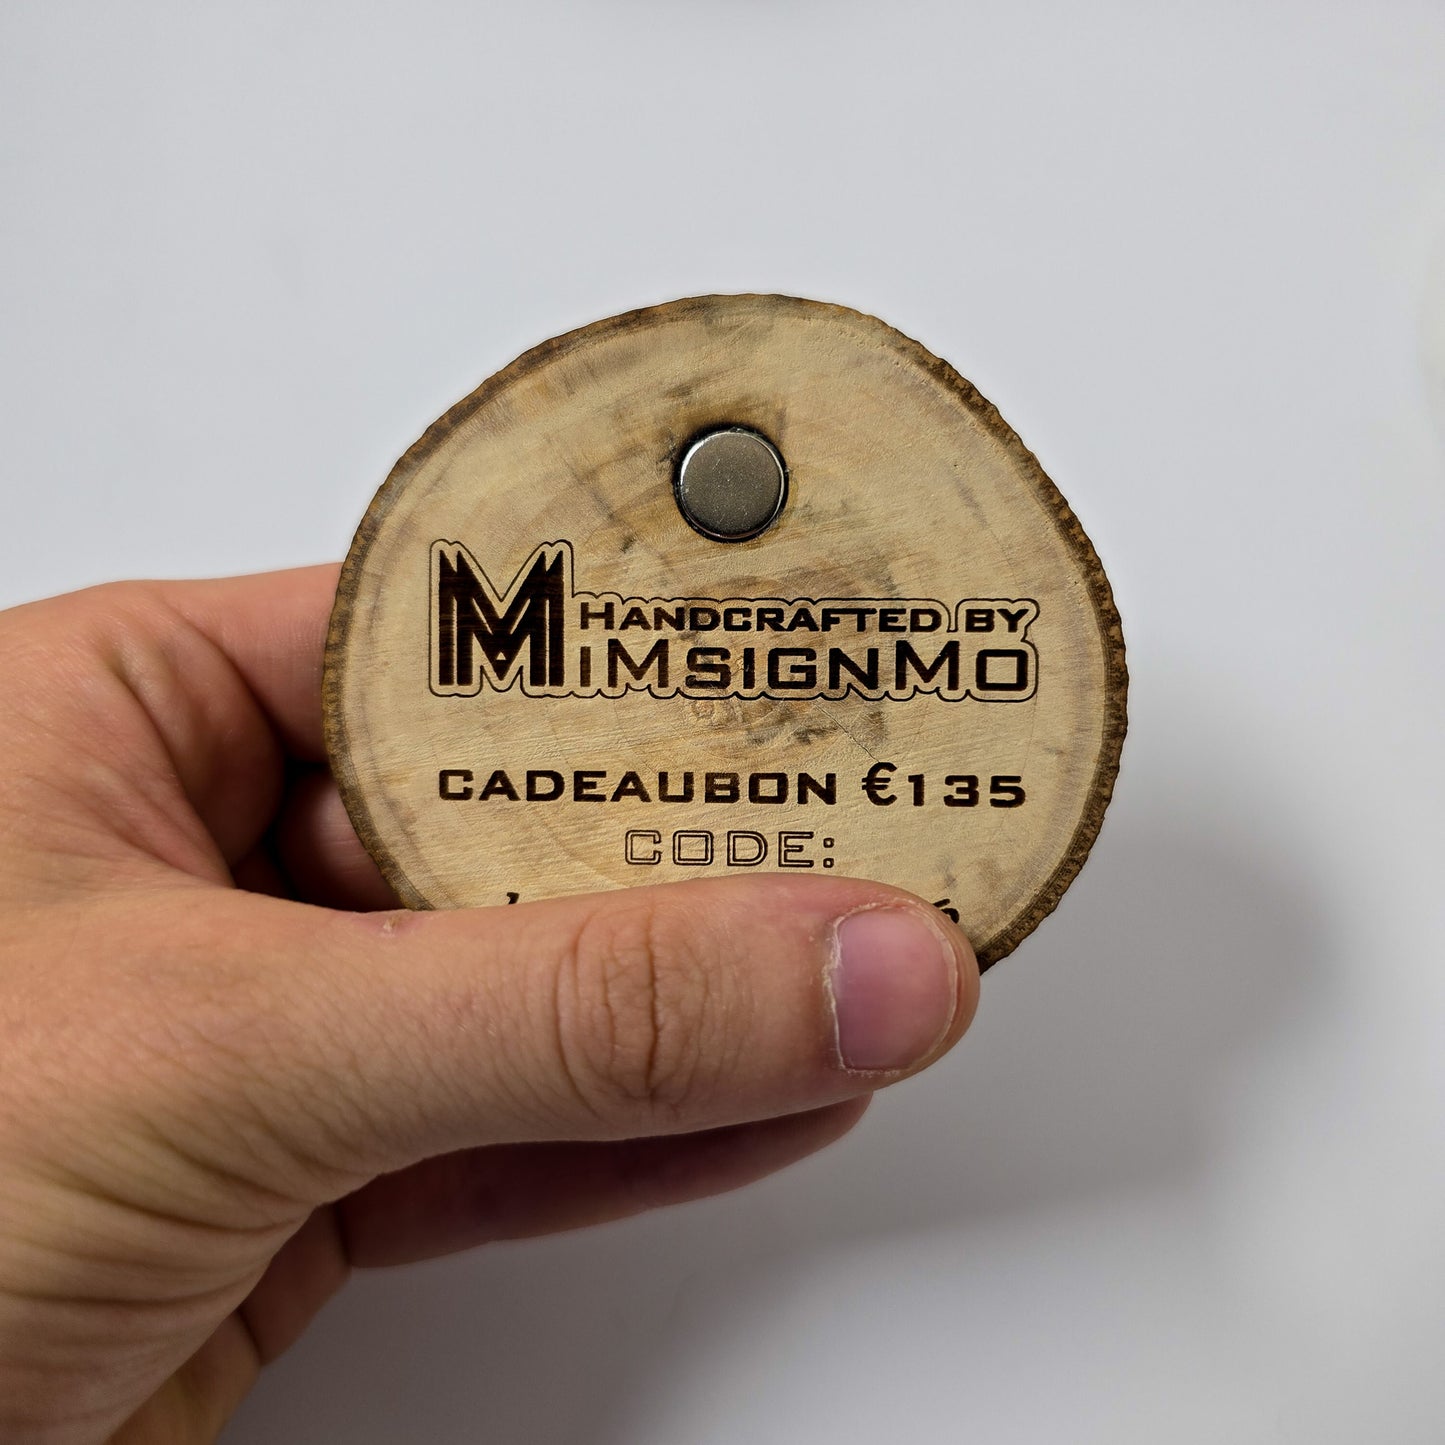 HANDCRAFTED BY
MiMSIGNMO
CADEAUBON €135
CODE: